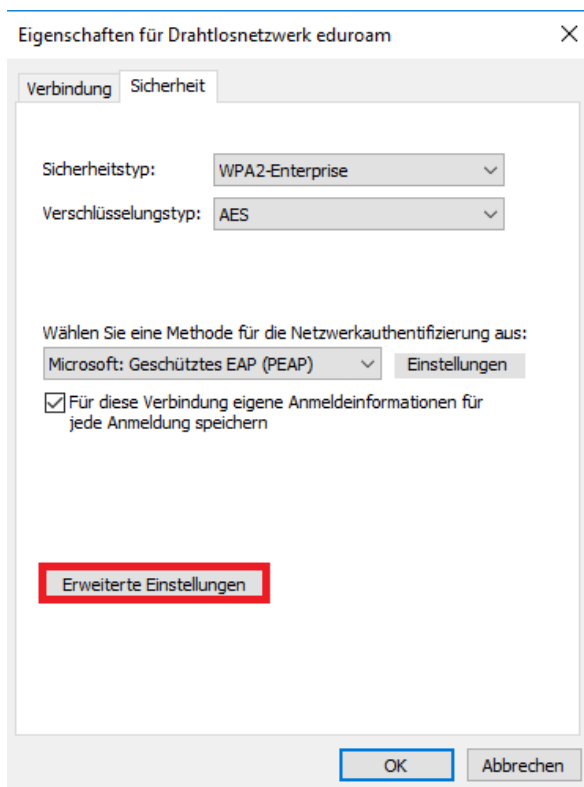 Eigenschaften für Drahtlosnetzwerk eduroam
Verbindung Sicherheit
Sicherheitstyp: WPA2-Enterprise
Verschlüsselungstyp: AES
Wählen Sie eine Methode für die Netzwerkauthentifizierung aus:
Microsoft: Geschütztes EAP (PEAP) Einstellungen
Für diese Verbindung eigene Anmeldeinformationen für
jede Anmeldung speichern
Erweiterte Einstellungen
OK Abbrechen